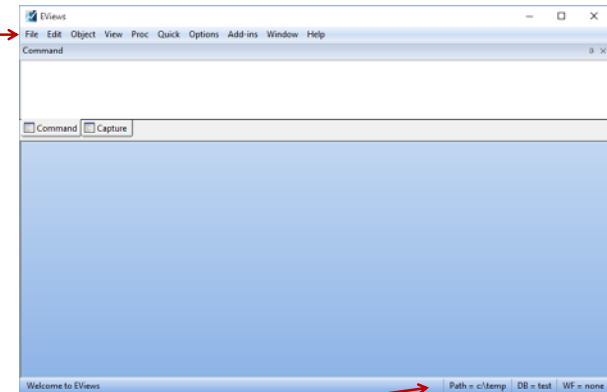 EViews
File Edit Object View Proc Quick Options Add-ins Window Help
Command
Command Capture
Welcome to EViews Path = c:\temp DB = test WF = none